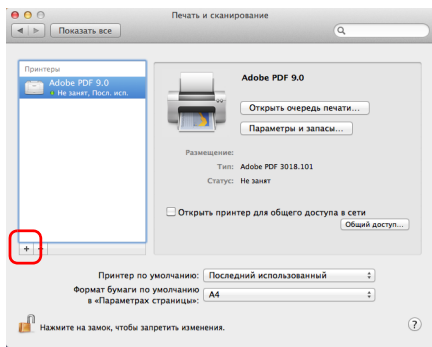 Печать и сканирование
Показать все
Принтеры
Adobe PDF 9.0
Не занят, Посл. исп.
Adobe PDF 9.0
Открыть очередь печати...
Параметры и запасы...
Размещение:
Тип: Adobe PDF 3018.101
Статус: Не занят
Открыть принтер для общего доступа в сети
Общий доступ...
+ −
Принтер по умолчанию: Последний использованный
Формат бумаги по умолчанию
в «Параметрах страницы»: A4
Нажмите на замок, чтобы запретить изменения.
?